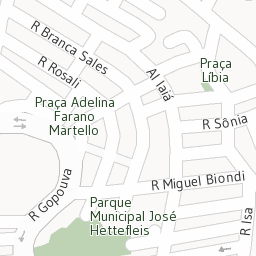 R Branca Sales
R Rosali
Al Iaiá
Praça
Líbia
Praça Adelina
Farano
Martello
R Sônia
R Miguel Biondi
R Gopouva
Parque
Municipal José
Hettefleis
R Isa